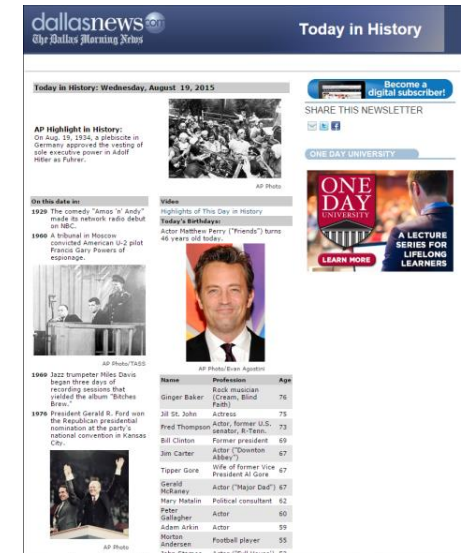 dallasnews.com
The Dallas Morning News
Today in History
Today in History: Wednesday, August 19, 2015
AP Highlight in History:
On Aug. 19, 1934, a plebiscite in
Germany approved the vesting of
sole executive power in Adolf
Hitler as Fuhrer.
AP Photo
On this date in:
1929 The comedy "Amos 'n' Andy"
made its network radio debut
on NBC.
1960 A tribunal in Moscow
convicted American U-2 pilot
Francis Gary Powers of
espionage.
AP Photo/TASS
1969 Jazz trumpeter Miles Davis
began three days of
recording sessions that
yielded the album "Bitches
Brew."
1976 President Gerald R. Ford won
the Republican presidential
nomination at the party's
national convention in Kansas
City.
AP Photo
Video
Highlights of This Day in History
Today's Birthdays:
Actor Matthew Perry ("Friends") turns
46 years old today.
AP Photo/Evan Agostini
Name Profession Age
Ginger Baker Rock musician (Cream, Blind Faith) 76
Jill St. John Actress 75
Fred Thompson Actor, former U.S. senator, R-Tenn. 73
Bill Clinton Former president 69
Jim Carter Actor ("Downton Abbey") 67
Tipper Gore Wife of former Vice President Al Gore 67
Gerald McRaney Actor ("Major Dad") 67
Mary Matalin Political consultant 62
Peter Gallagher Actor 60
Adam Arkin Actor 59
Morton Andersen Football player 55
Become a
digital subscriber!
SHARE THIS NEWSLETTER
ONE DAY UNIVERSITY
ONE
DAY
UNIVERSITY
LEARN MORE
A LECTURE
SERIES FOR
LIFELONG
LEARNERS